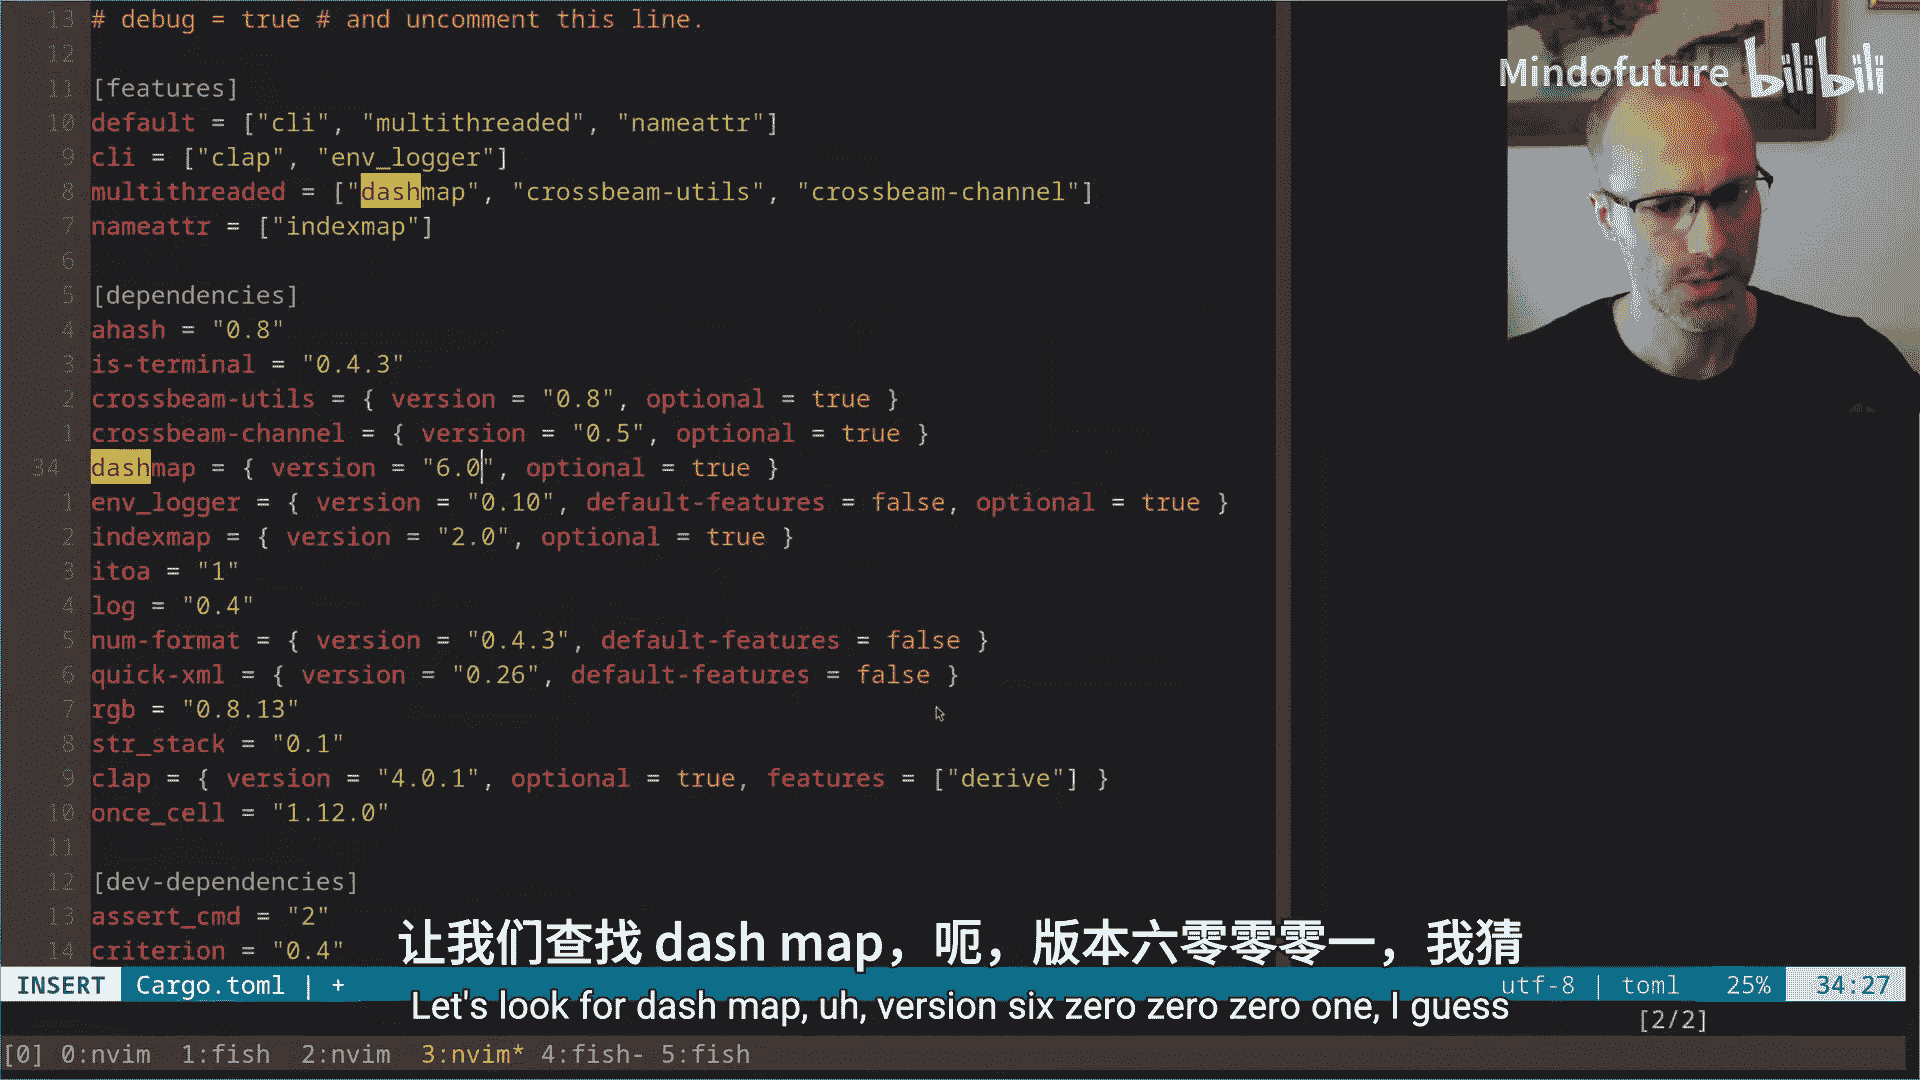 13 # debug = true # and uncomment this line.
12
11 [features]
10 default = ["cli", "multithreaded", "nameattr"]
9 cli = ["clap", "env_logger"]
8 multithreaded = ["dashmap", "crossbeam-utils", "crossbeam-channel"]
7 nameattr = ["indexmap"]
6
5 [dependencies]
4 ahash = "0.8"
3 is-terminal = "0.4.3"
2 crossbeam-utils = { version = "0.8", optional = true }
1 crossbeam-channel = { version = "0.5", optional = true }
34 dashmap = { version = "6.0", optional = true }
1 env_logger = { version = "0.10", default-features = false, optional = true }
2 indexmap = { version = "2.0", optional = true }
3 itoa = "1"
4 log = "0.4"
5 num-format = { version = "0.4.3", default-features = false }
6 quick-xml = { version = "0.26", default-features = false }
7 rgb = "0.8.13"
8 str_stack = "0.1"
9 clap = { version = "4.0.1", optional = true, features = ["derive"] }
10 once_cell = "1.12.0"
11
12 [dev-dependencies]
13 assert_cmd = "2"
14 criterion = "0.4"
Mindofuture bilibili
让我们查找 dash map，呃，版本六零零零一，我猜
INSERT Cargo.toml | + utf-8 | toml 25% 34:27
Let's look for dash map, uh, version six zero zero zero one, I guess
[2/2]
[0] 0:nvim 1:fish 2:nvim 3:nvim* 4:fish- 5:fish